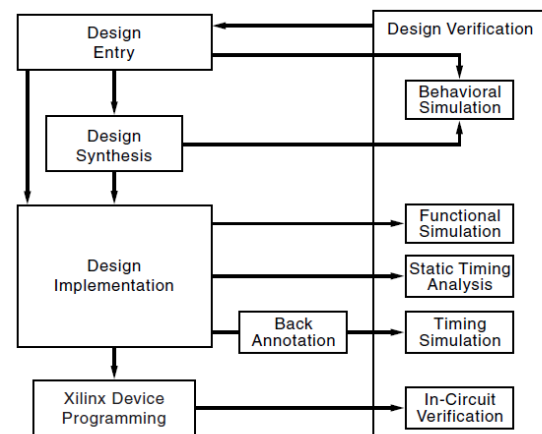 Design
Entry
Design Verification
Behavioral
Simulation
Design
Synthesis
Functional
Simulation
Design
Implementation
Static Timing
Analysis
Back
Annotation
Timing
Simulation
Xilinx Device
Programming
In-Circuit
Verification